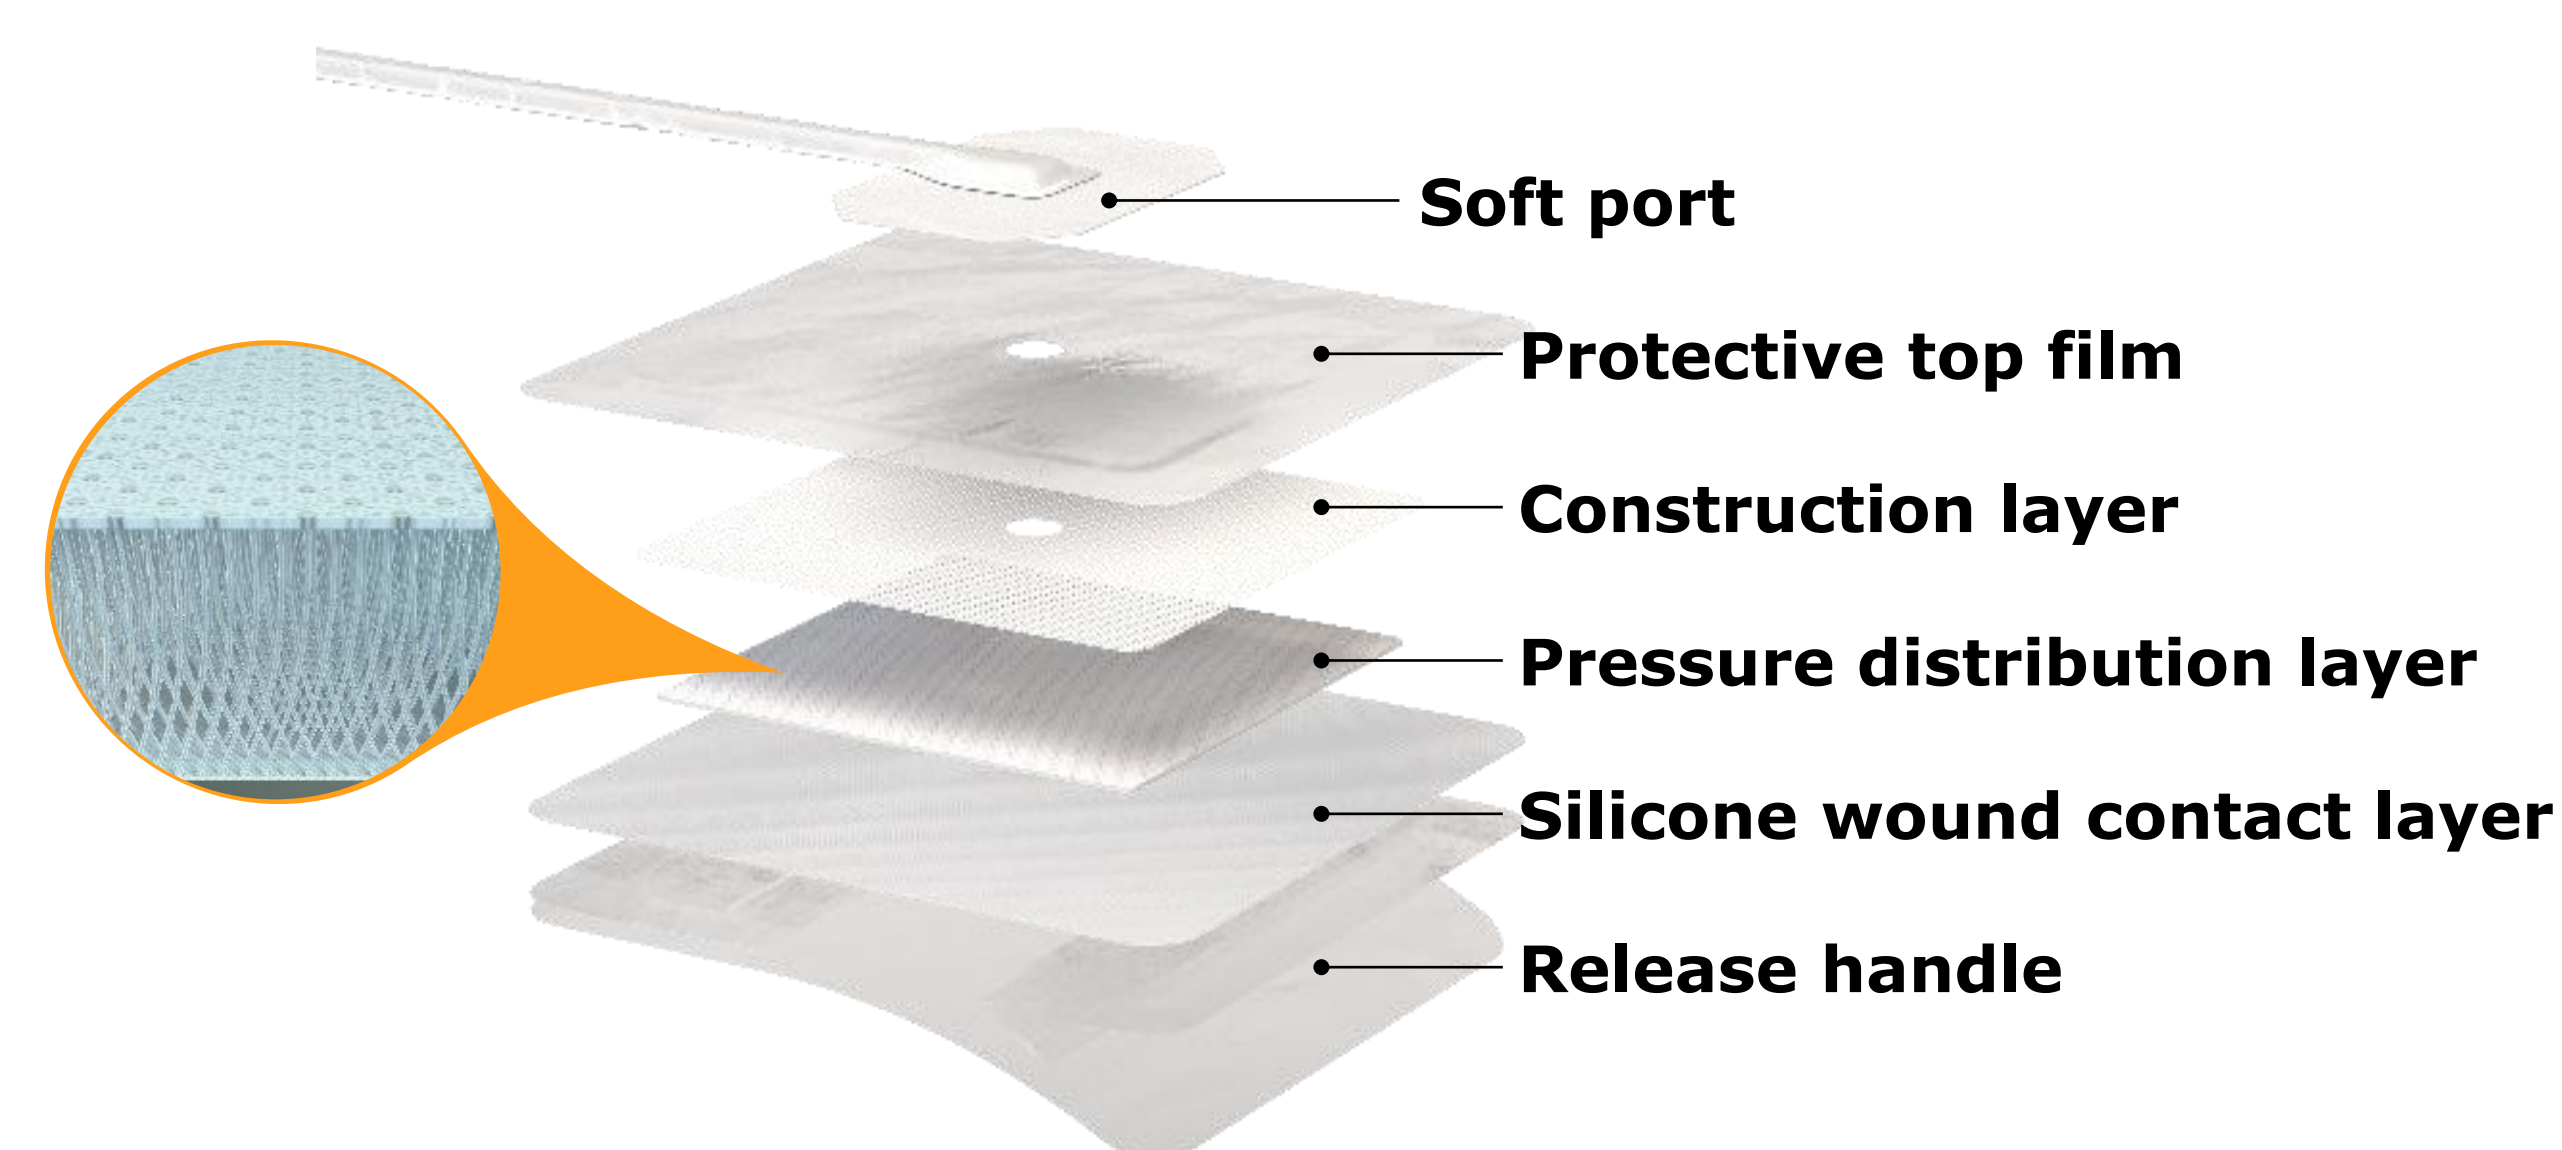 Soft port
Protective top film
Construction layer
Pressure distribution layer
Silicone wound contact layer
Release handle